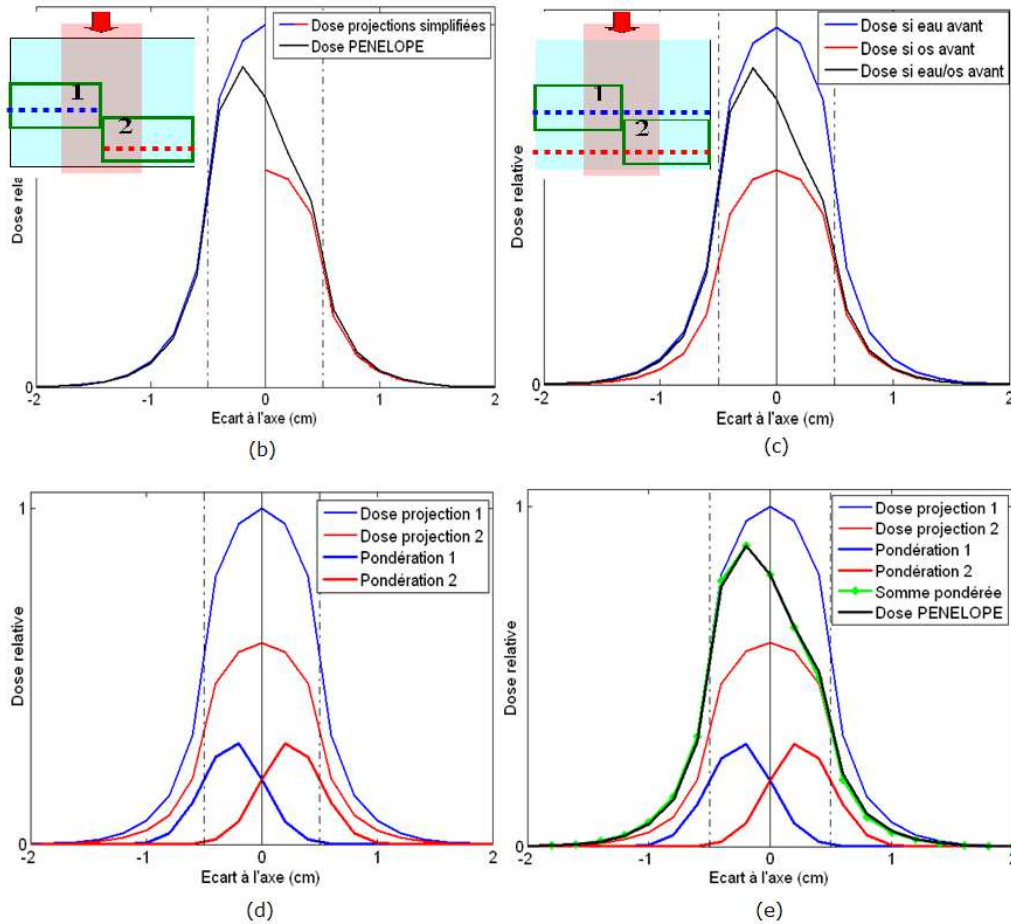 Dose projections simplifiées
Dose PENELOPE
1
2
Dose rela
0
-2
-1
0
1
2
Ecart à l'axe (cm)
(b)
Dose si eau avant
Dose si os avant
Dose si eau/os avant
1
2
Dose relative
0
-2
-1
0
1
2
Ecart à l'axe (cm)
(c)
Dose projection 1
Dose projection 2
Pondération 1
Pondération 2
1
Dose relative
0
-2
-1
0
1
2
Ecart à l'axe (cm)
(d)
Dose projection 1
Dose projection 2
Pondération 1
Pondération 2
Somme pondérée
Dose PENELOPE
1
Dose relative
0
-2
-1
0
1
2
Ecart à l'axe (cm)
(e)